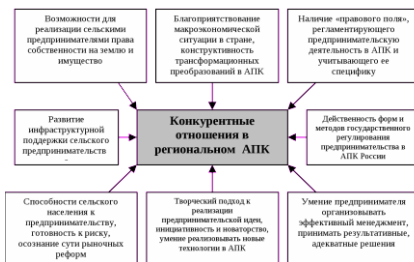 Возможности для
реализации сельскими
предпринимателями права
собственности на землю и
имущество
Благоприятствование
макроэкономической
ситуации в стране,
конструктивность
трансформационных
преобразований в АПК
Наличие «правового поля»,
регламентирующего
предпринимательскую
деятельность в АПК и
учитывающего ее
специфику
Развитие
инфраструктурной
поддержки сельского
предпринимательств
Конкурентные
отношения в
региональном АПК
Действенность форм и
методов государственного
регулирования
предпринимательства в
АПК России
Способности сельского
населения к
предпринимательству,
готовность к риску,
осознание сути рыночных
реформ
Творческий подход к
реализации
предпринимательской идеи,
инициативность и новаторство,
умение реализовывать новые
технологии в АПК
Умение предпринимателя
организовывать
эффективный менеджмент,
принимать результативные,
адекватные решения